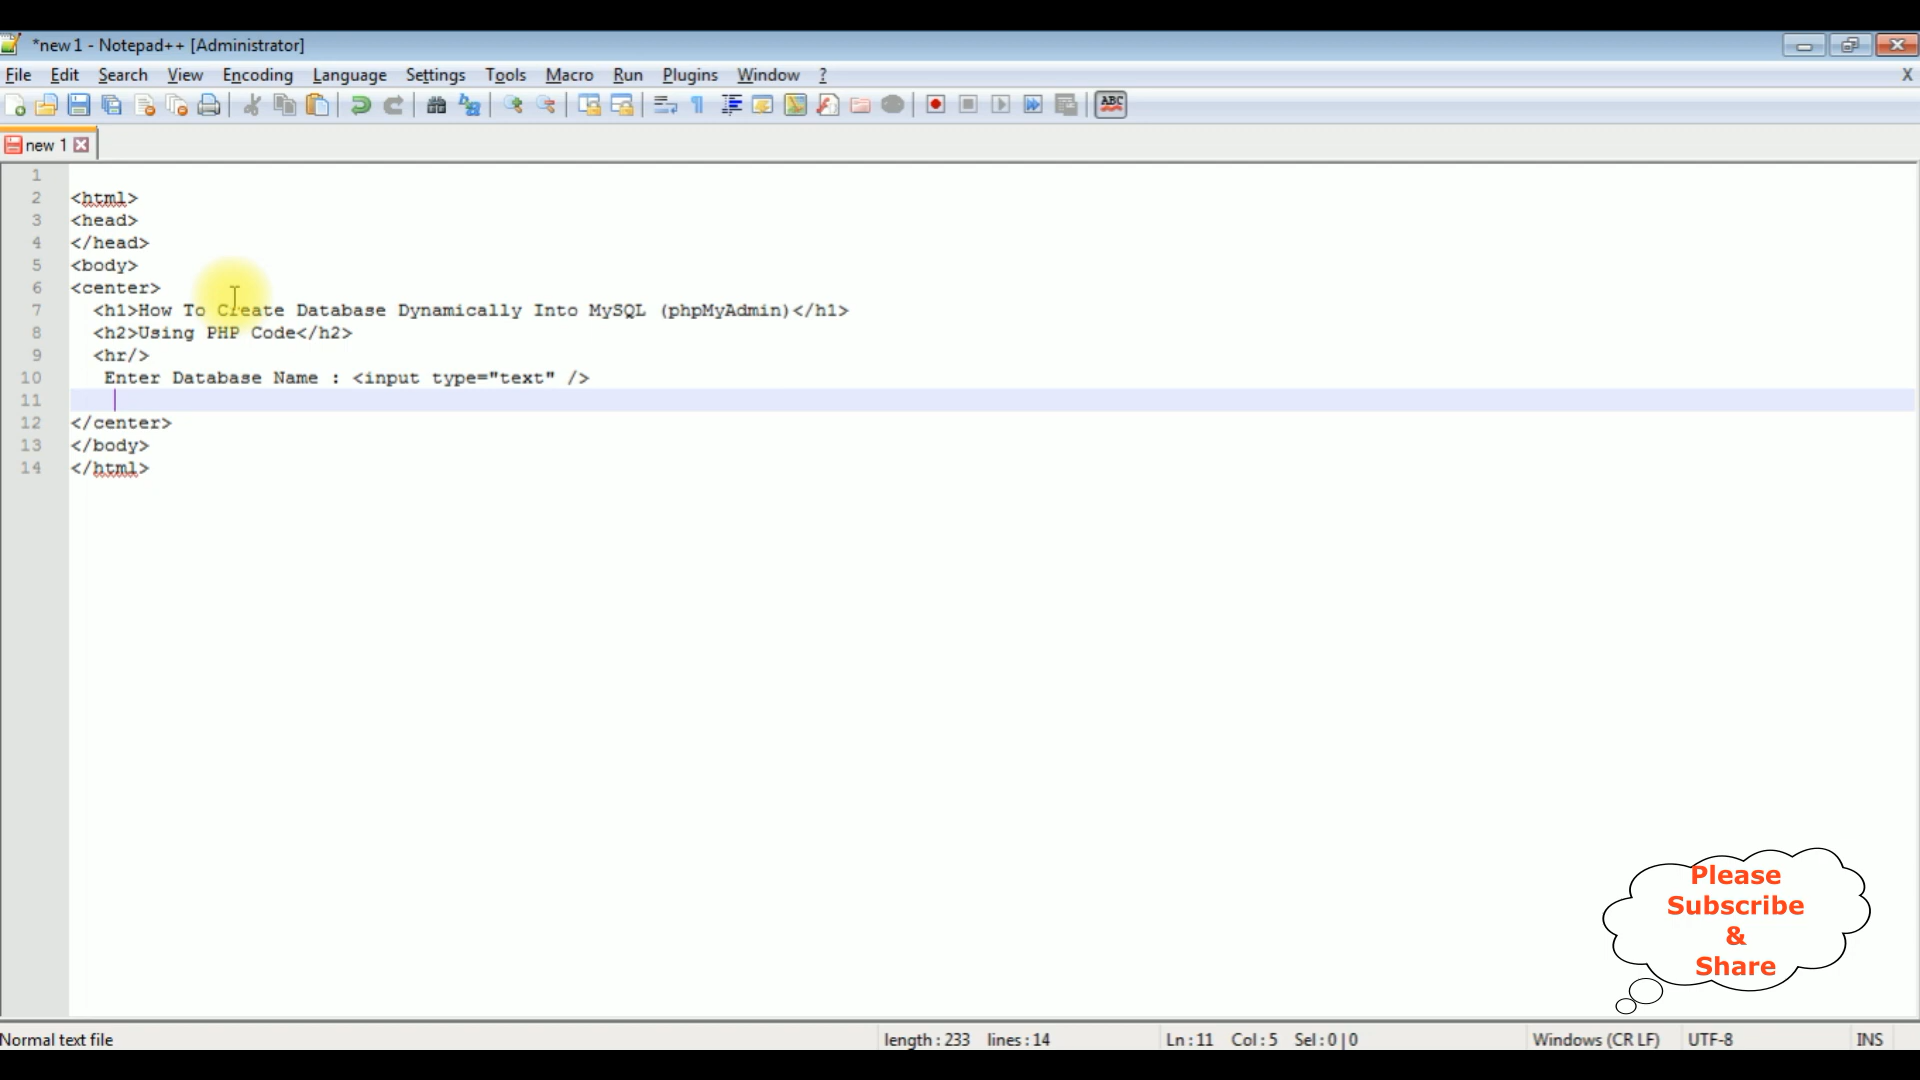 *new 1 - Notepad++ [Administrator]
File Edit Search View Encoding Language Settings Tools Macro Run Plugins Window ? X
ABC
new 1
1
2 <html>
3 <head>
4 </head>
5 <body>
6 <center>
7 <h1>How To Create Database Dynamically Into MySQL (phpMyAdmin)</h1>
8 <h2>Using PHP Code</h2>
9 <hr/>
10 Enter Database Name : <input type="text" />
11
12 </center>
13 </body>
14 </html>
Please
Subscribe
&
Share
Normal text file length : 233 lines : 14 Ln : 11 Col : 5 Sel : 0 | 0 Windows (CR LF) UTF-8 INS